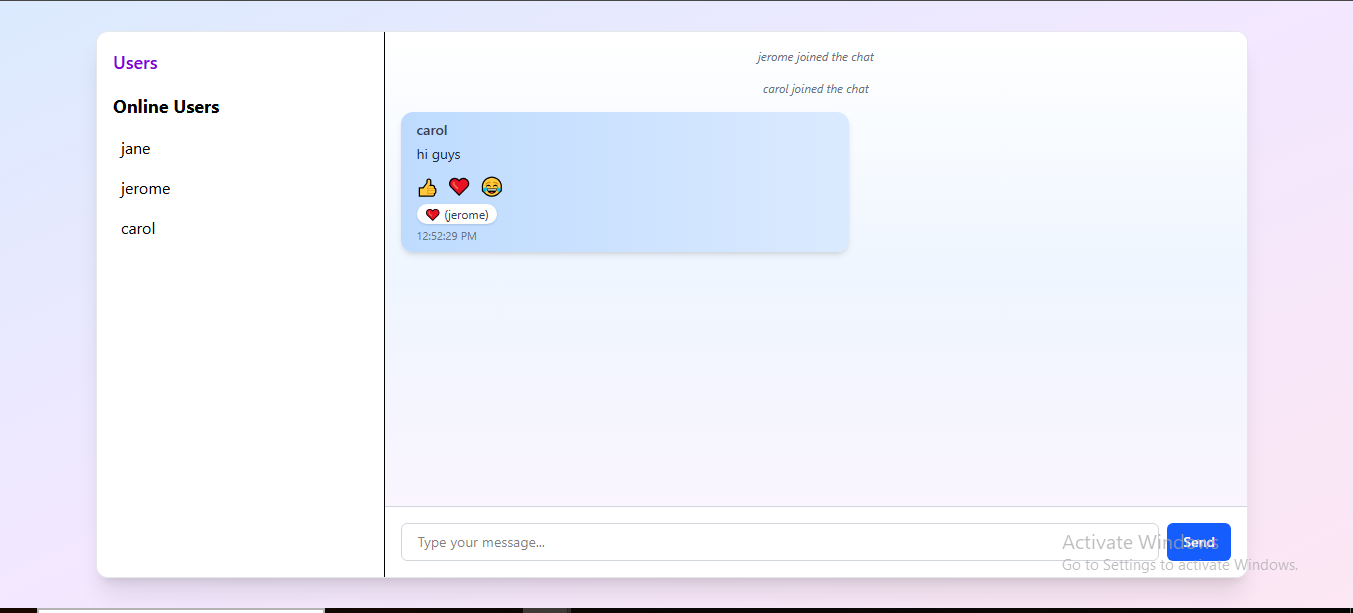 Users
Online Users
jane
jerome
carol
jerome joined the chat
carol joined the chat
carol
hi guys
👍 ❤️ 😂
❤️ (jerome)
12:52:29 PM
Type your message...
Send
Activate Windows
Go to Settings to activate Windows.